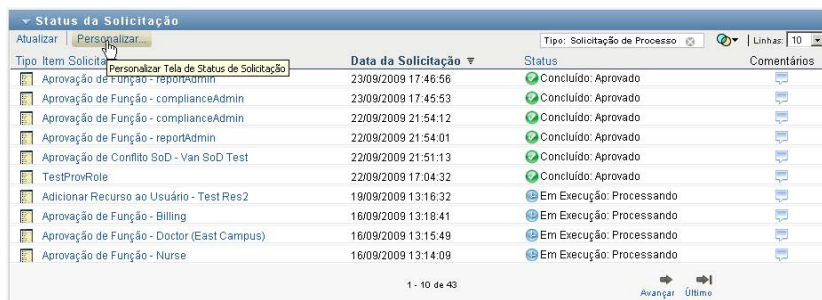 Status da Solicitação
Atualizar Personalizar... Tipo: Solicitação de Processo Linhas: 10
Tipo Item Solicita Data da Solicitação Status Comentários
Personalizar Tela de Status de Solicitação
Aprovação de Função - reportAdmin 23/09/2009 17:46:56 Concluído: Aprovado
Aprovação de Função - complianceAdmin 23/09/2009 17:45:53 Concluído: Aprovado
Aprovação de Função - complianceAdmin 22/09/2009 21:54:12 Concluído: Aprovado
Aprovação de Função - reportAdmin 22/09/2009 21:54:01 Concluído: Aprovado
Aprovação de Conflito SoD - Van SoD Test 22/09/2009 21:51:13 Concluído: Aprovado
TestProvRole 22/09/2009 17:04:32 Concluído: Aprovado
Adicionar Recurso ao Usuário - Test Res2 19/09/2009 13:16:32 Em Execução: Processando
Aprovação de Função - Billing 16/09/2009 13:18:41 Em Execução: Processando
Aprovação de Função - Doctor (East Campus) 16/09/2009 13:15:49 Em Execução: Processando
Aprovação de Função - Nurse 16/09/2009 13:14:09 Em Execução: Processando
1 - 10 de 43 Avançar Último